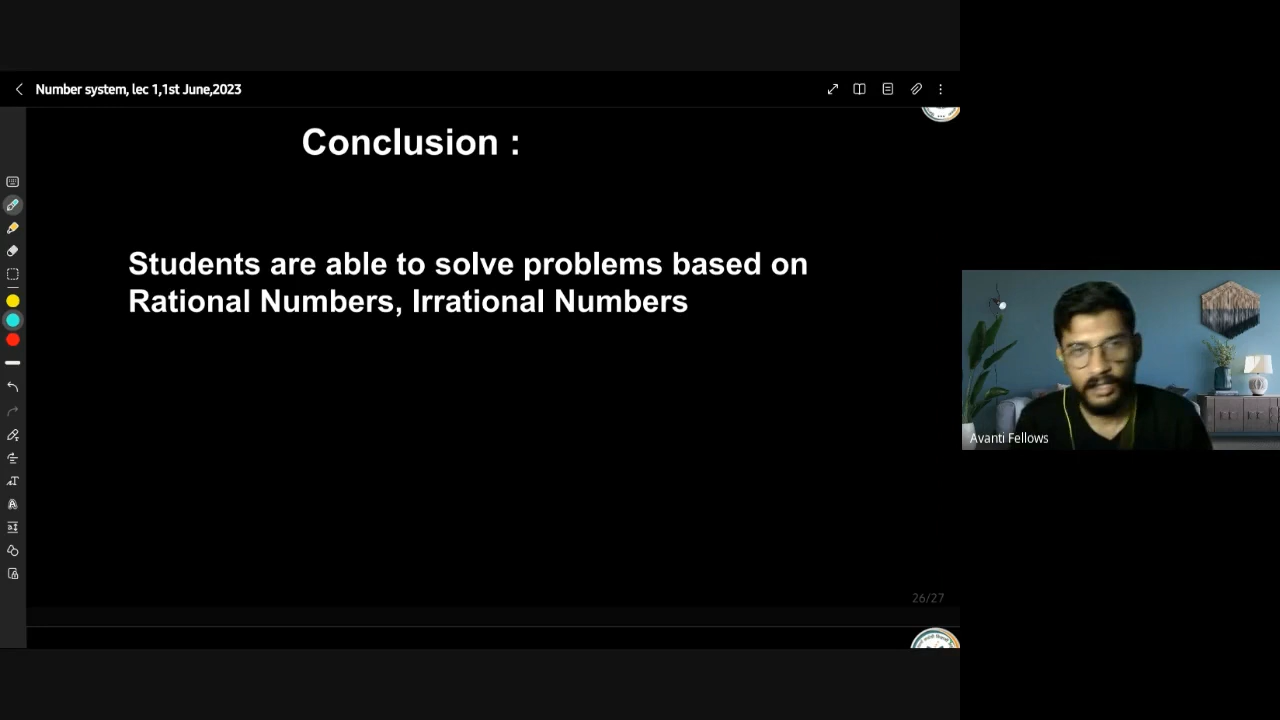 Number system, lec 1,1st June,2023
Conclusion :
Students are able to solve problems based on
Rational Numbers, Irrational Numbers
Avanti Fellows
26/27